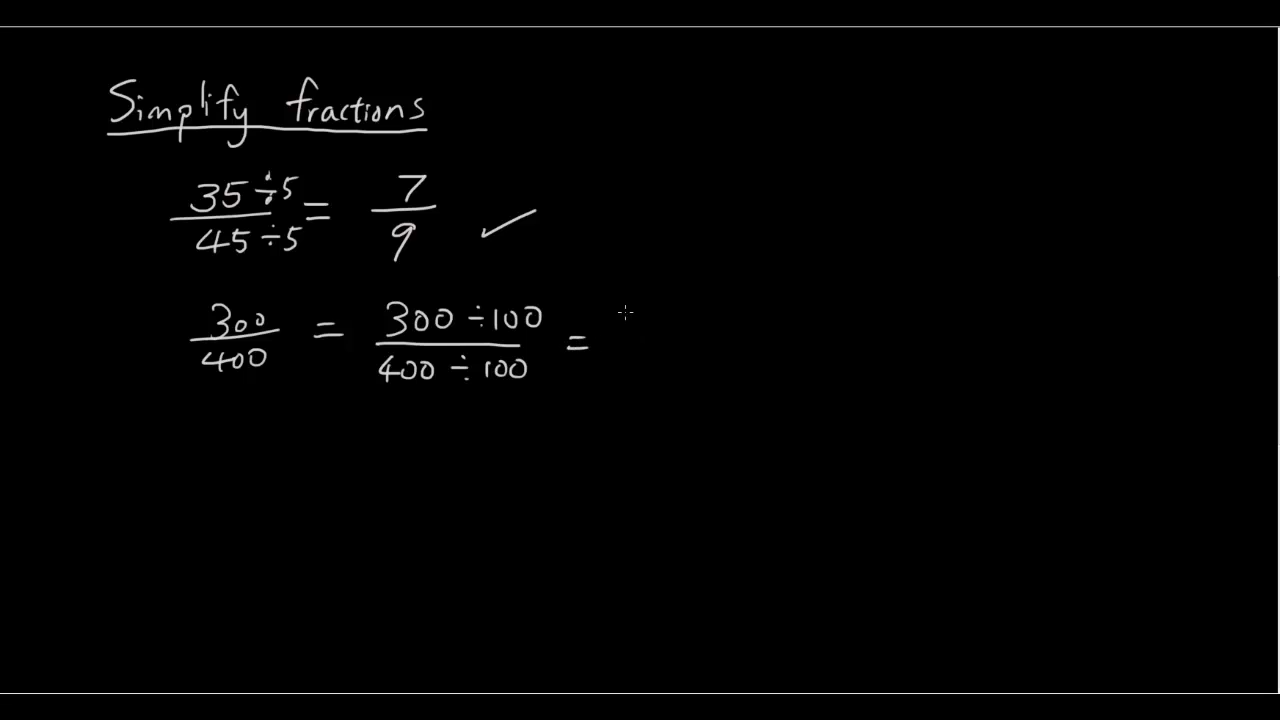 Simplify fractions
35 ÷5 / 45 ÷5 = 7 / 9 ✓
300 / 400 = 300 ÷100 / 400 ÷100 =